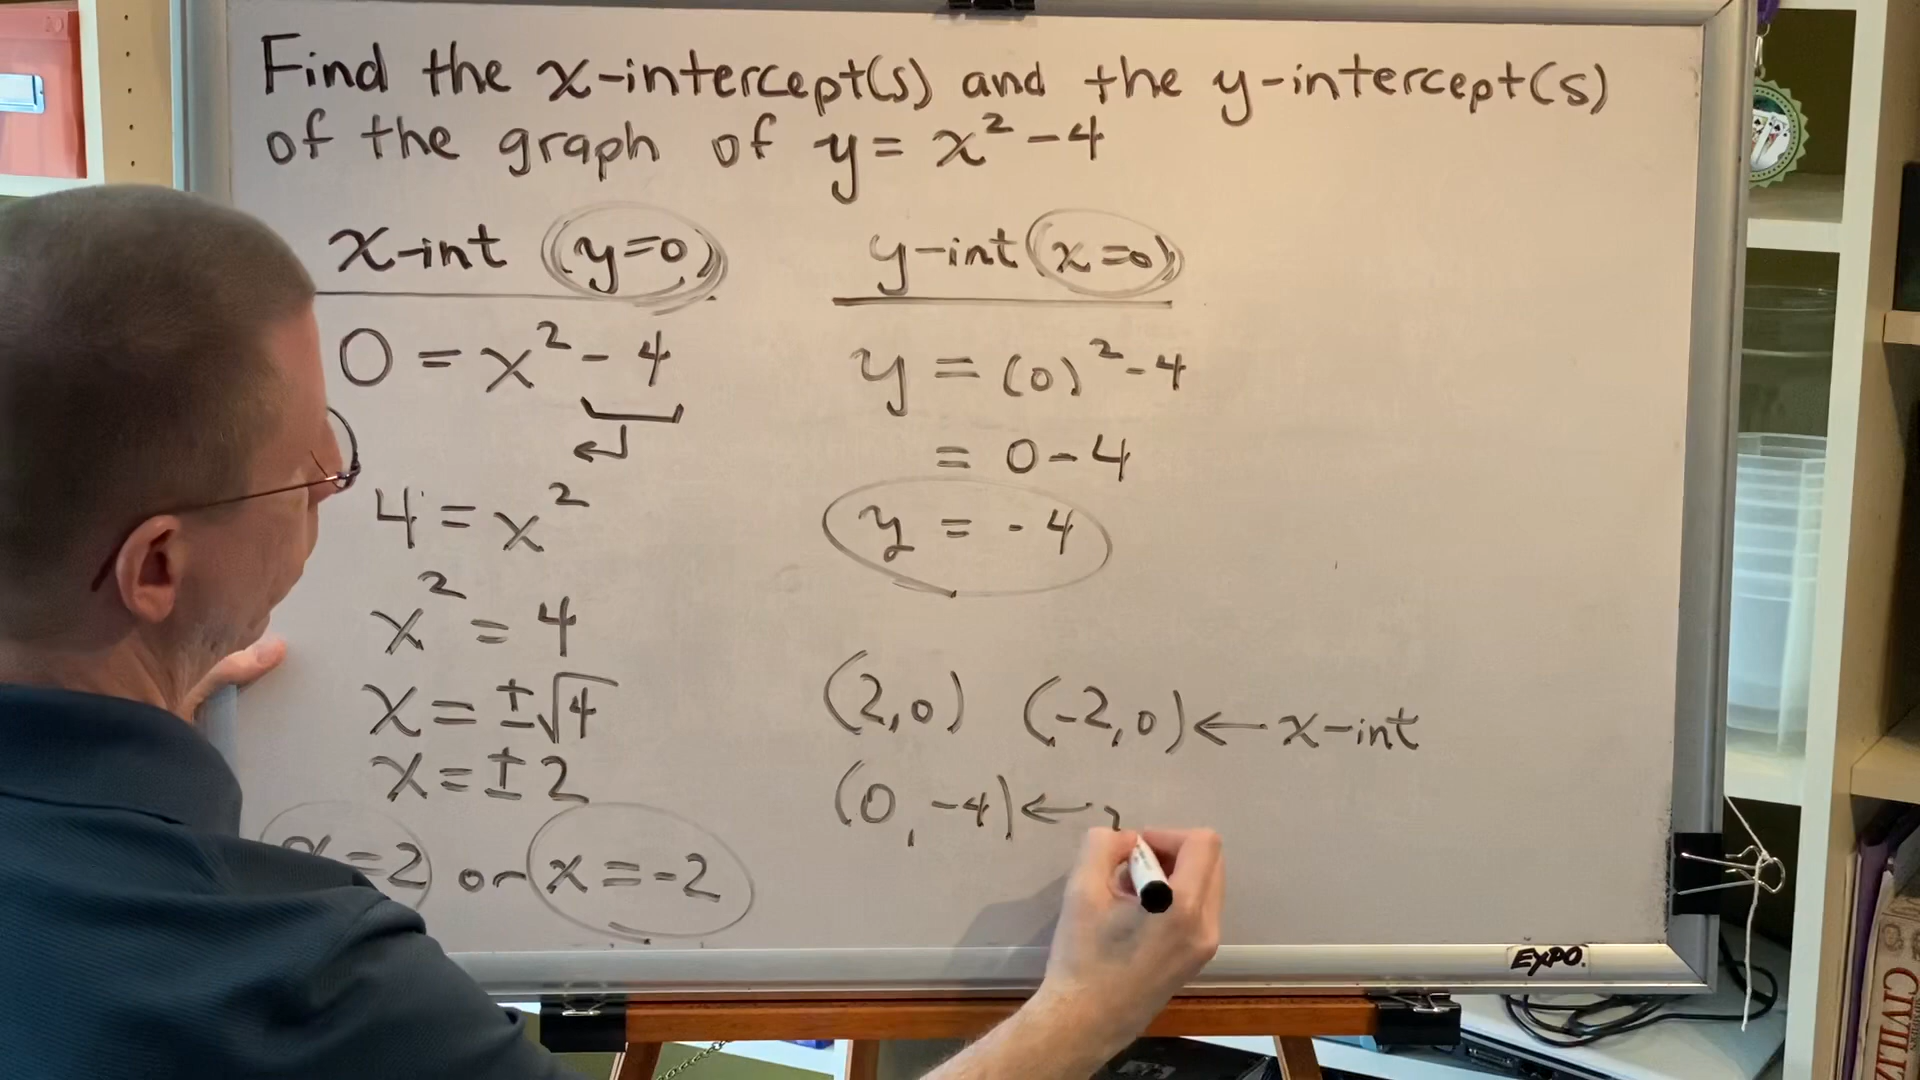 Find the x-intercept(s) and the y-intercept(s)
of the graph of y = x² - 4
x-int (y=0)
0 = x² - 4
4 = x²
x² = 4
x = ±√4
x = ±2
x = 2 or x = -2
y-int (x=0)
y = (0)² - 4
= 0 - 4
y = -4
(2,0) (-2,0) ← x-int
(0,-4) ←
EXPO.